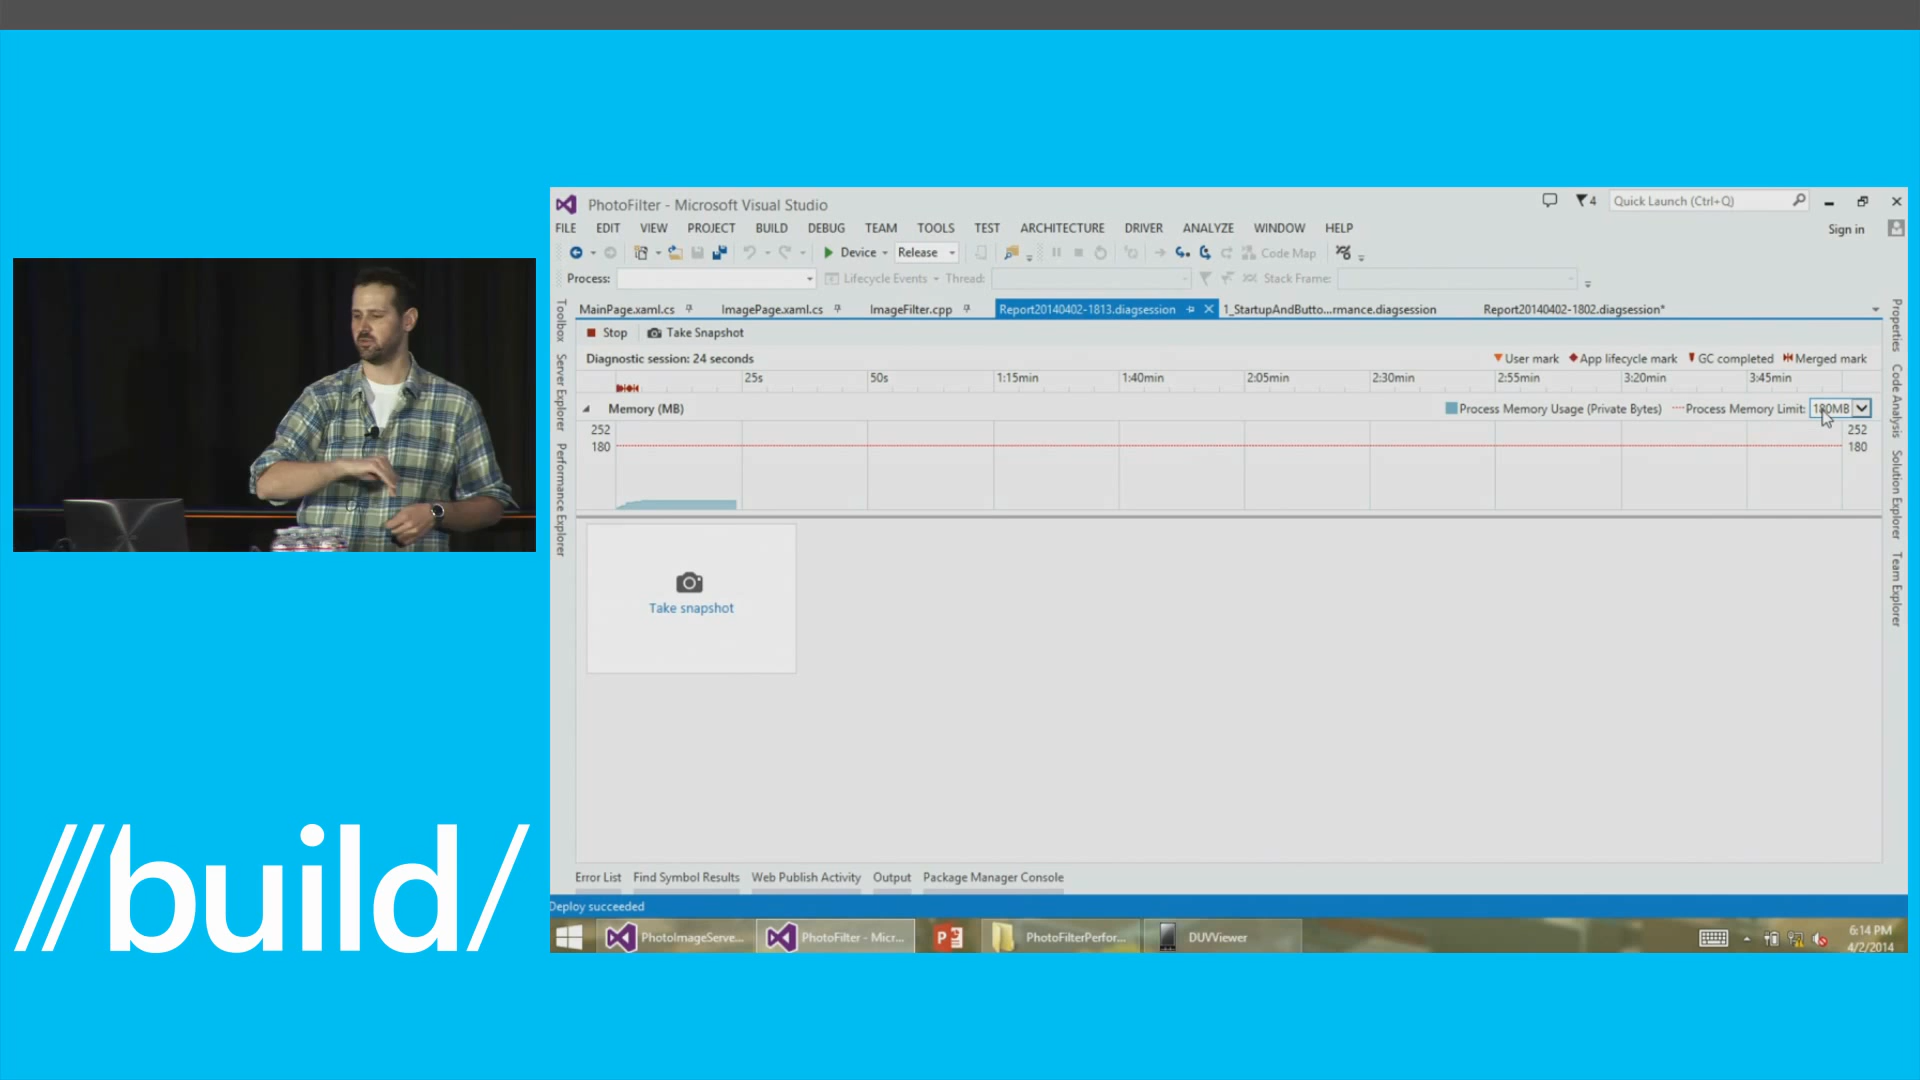 PhotoFilter - Microsoft Visual Studio
4
Quick Launch (Ctrl+Q)
FILE EDIT VIEW PROJECT BUILD DEBUG TEAM TOOLS TEST ARCHITECTURE DRIVER ANALYZE WINDOW HELP
Sign in
Device Release Code Map
Process: Lifecycle Events Thread: Stack Frame:
MainPage.xaml.cs ImagePage.xaml.cs ImageFilter.cpp Report20140402-1813.diagsession 1_StartupAndButto...rmance.diagsession Report20140402-1802.diagsession*
Stop Take Snapshot
Diagnostic session: 24 seconds
User mark App lifecycle mark GC completed Merged mark
25s 50s 1:15min 1:40min 2:05min 2:30min 2:55min 3:20min 3:45min
Memory (MB)
Process Memory Usage (Private Bytes) Process Memory Limit: 180MB
252 252
180 180
Take snapshot
Toolbox
Server Explorer
Performance Explorer
Properties
Code Analysis
Solution Explorer
Team Explorer
Error List Find Symbol Results Web Publish Activity Output Package Manager Console
Deploy succeeded
PhotoImageServe... PhotoFilter - Micr... PhotoFilterPerfor... DUVViewer
6:14 PM
4/2/2014
//build/